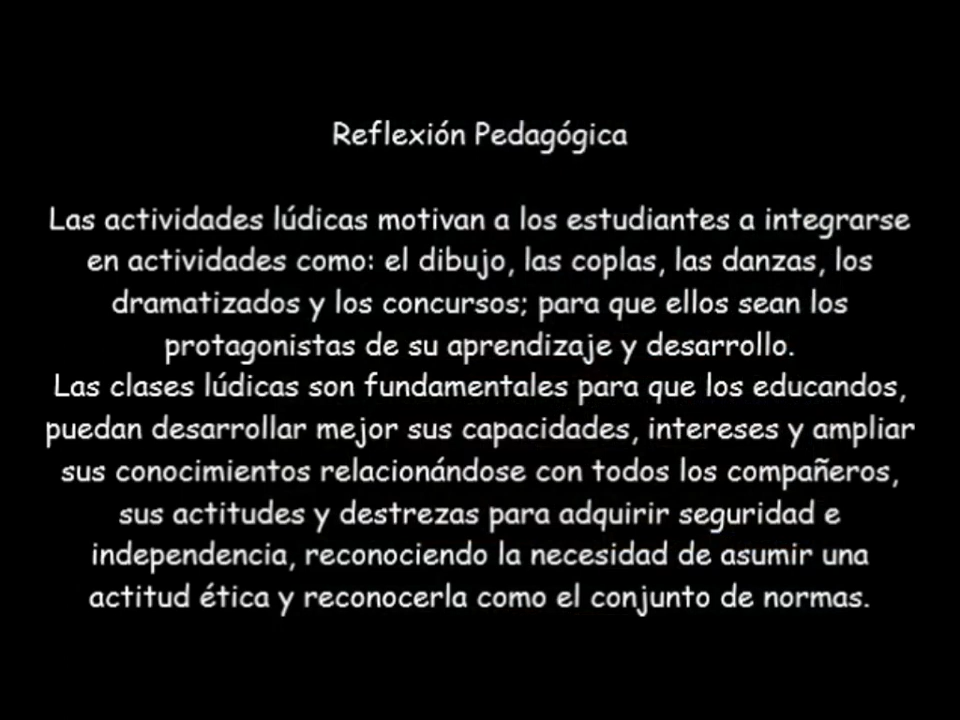 Reflexión Pedagógica
Las actividades lúdicas motivan a los estudiantes a integrarse
en actividades como: el dibujo, las coplas, las danzas, los
dramatizados y los concursos; para que ellos sean los
protagonistas de su aprendizaje y desarrollo.
Las clases lúdicas son fundamentales para que los educandos,
puedan desarrollar mejor sus capacidades, intereses y ampliar
sus conocimientos relacionándose con todos los compañeros,
sus actitudes y destrezas para adquirir seguridad e
independencia, reconociendo la necesidad de asumir una
actitud ética y reconocerla como el conjunto de normas.